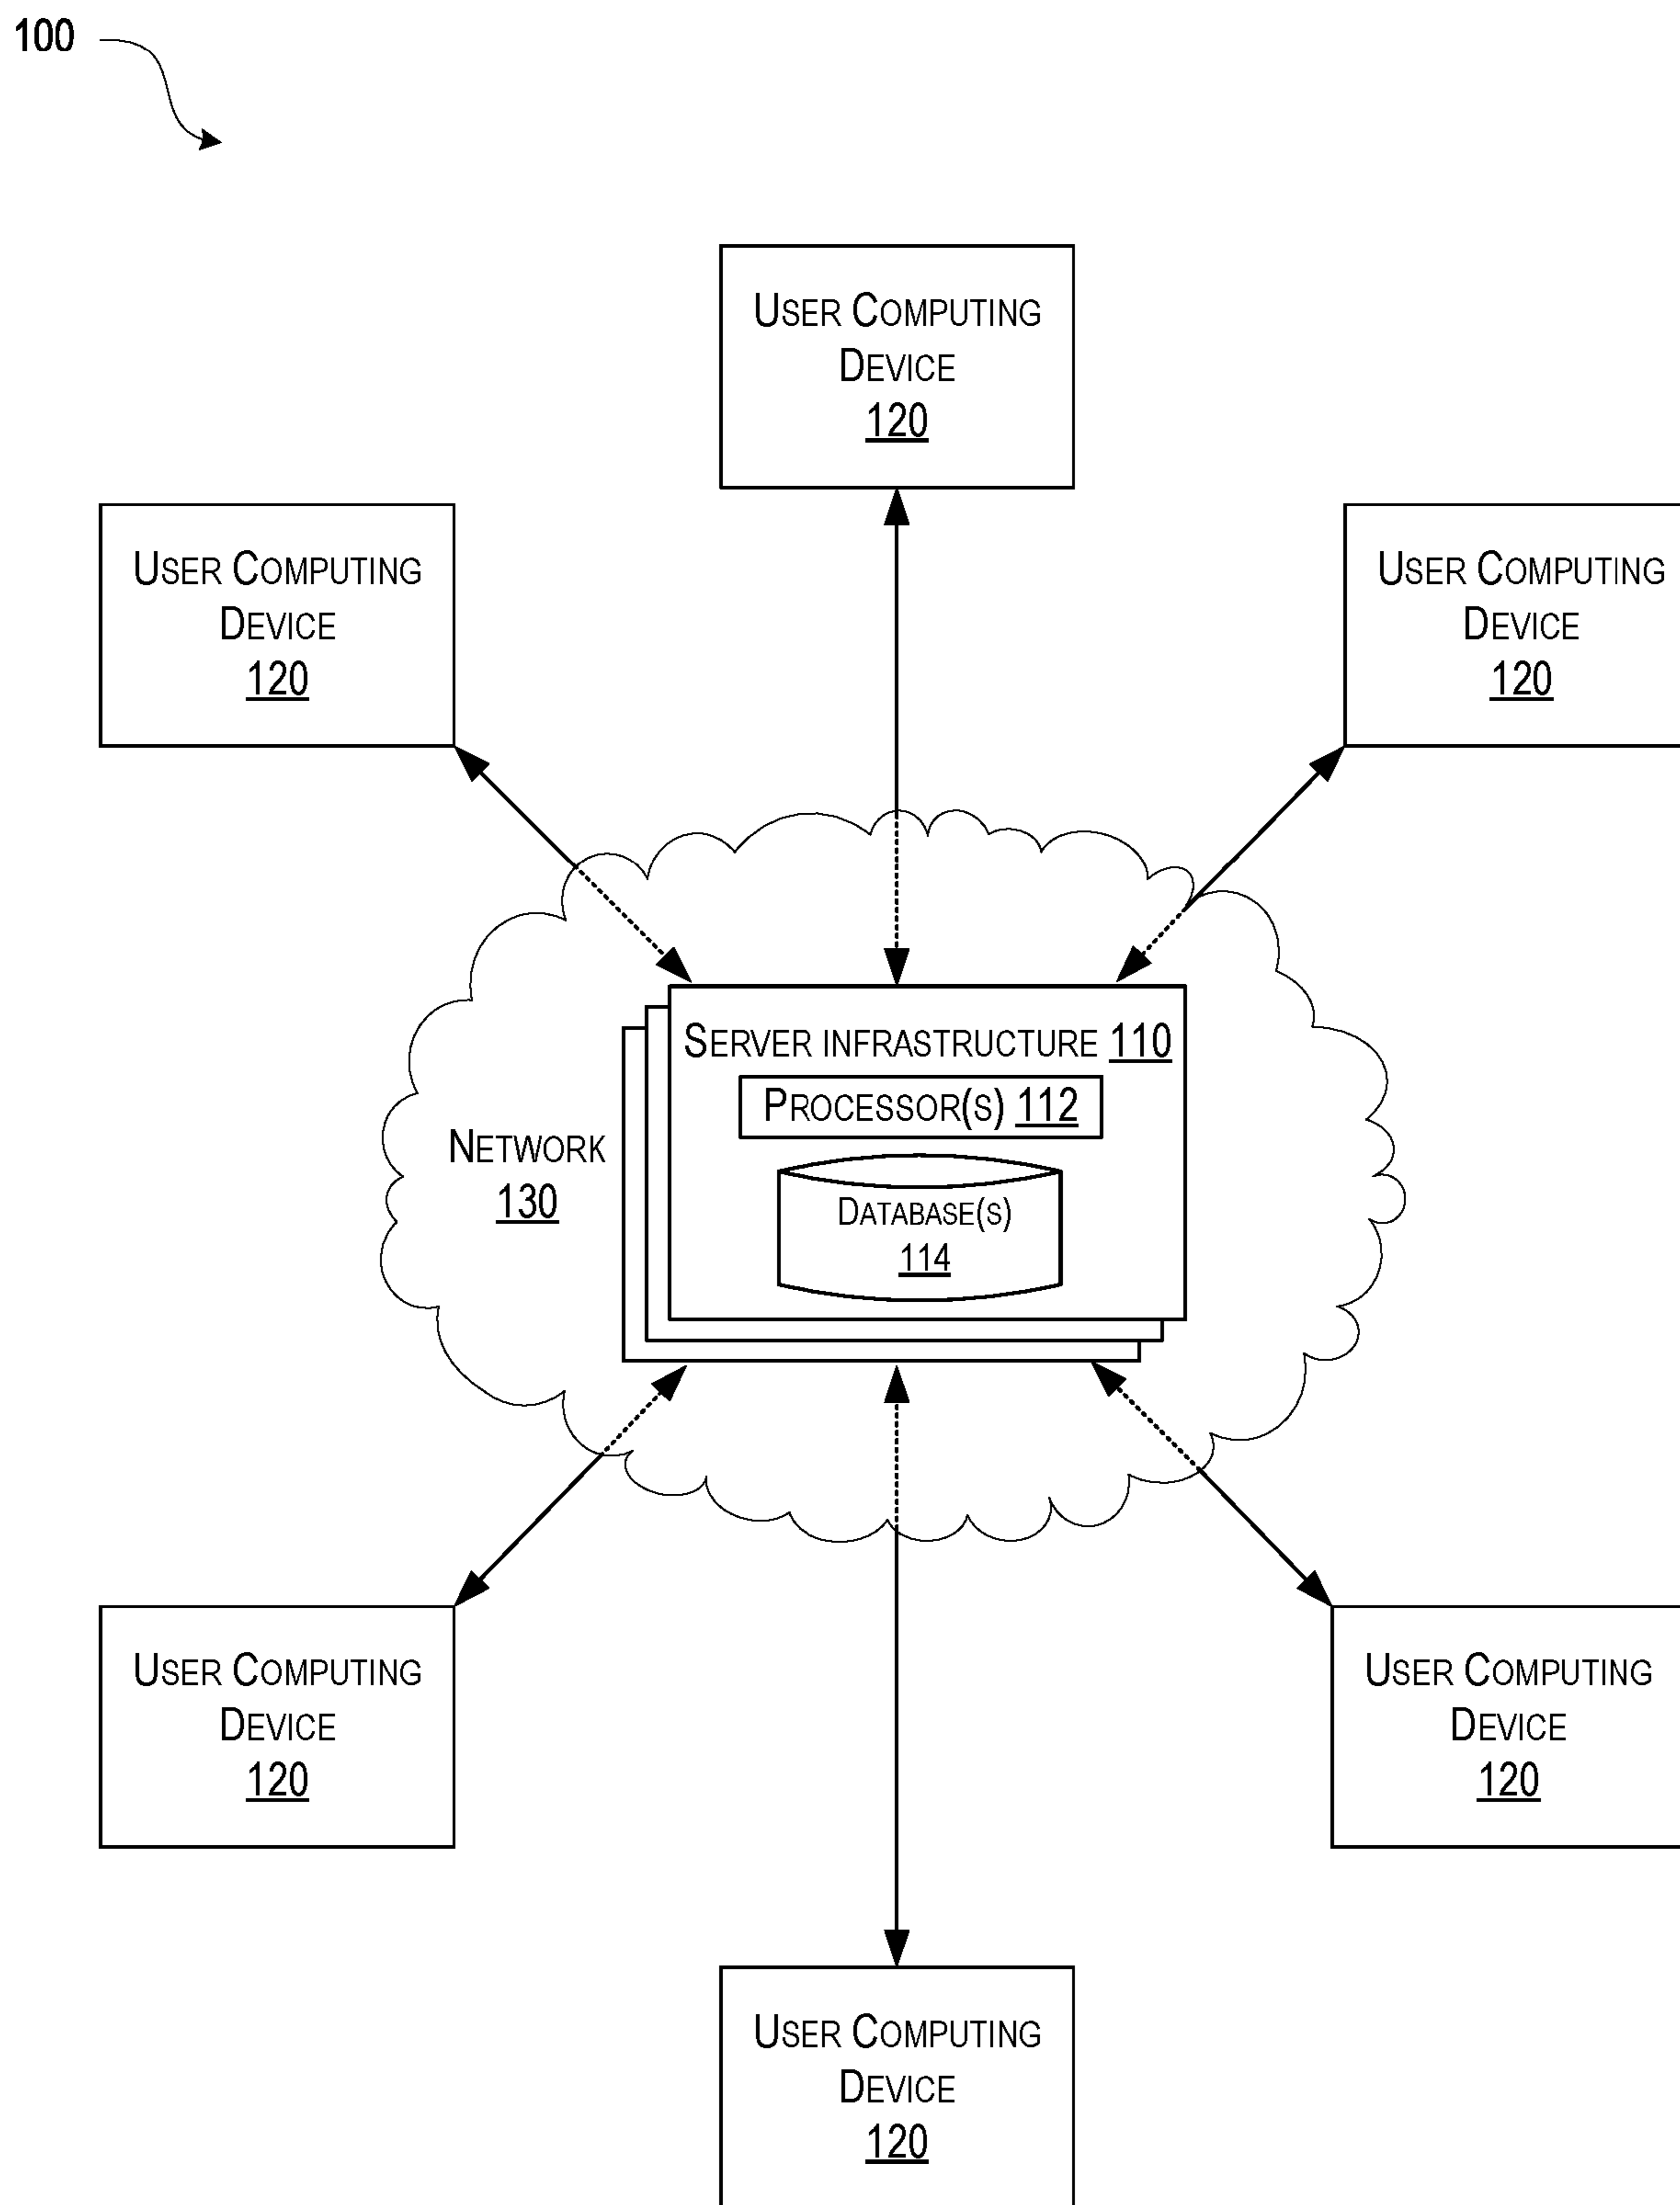 100
User Computing
Device
120
User Computing
Device
120
User Computing
Device
120
Server infrastructure 110
Processor(s) 112
Network
130
Database(s)
114
User Computing
Device
120
User Computing
Device
120
User Computing
Device
120